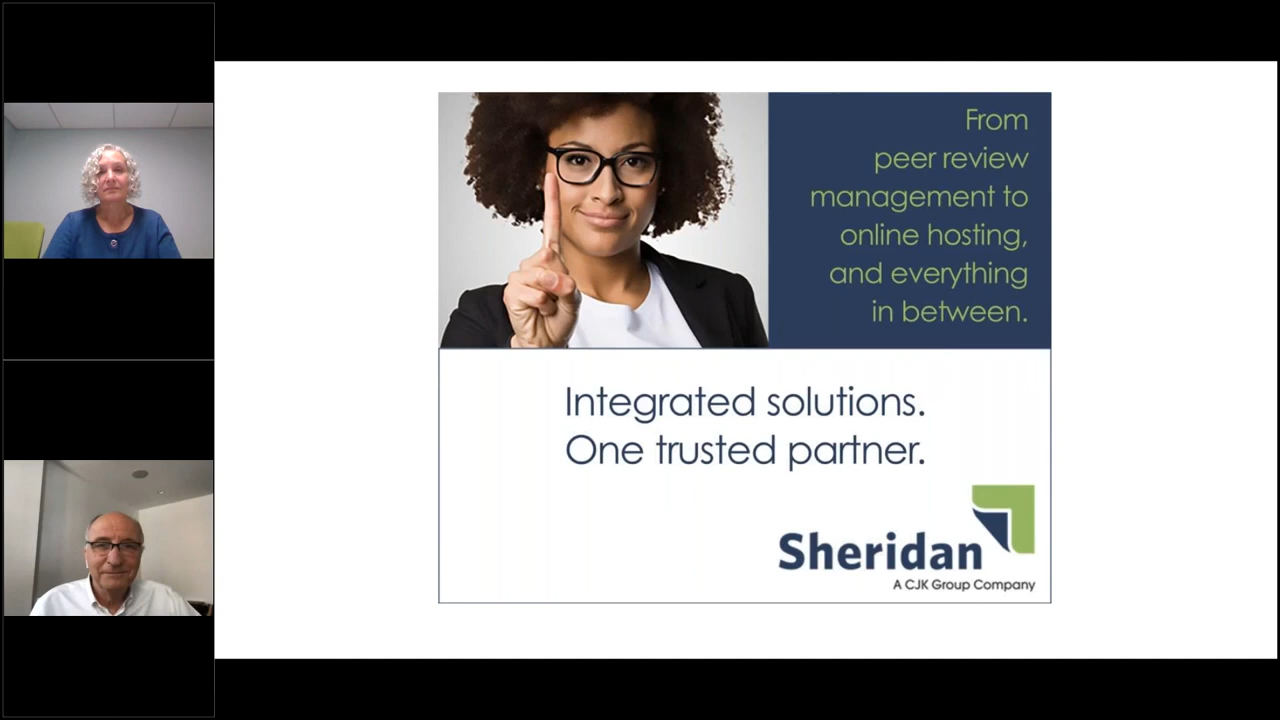 From
peer review
management to
online hosting,
and everything
in between.
Integrated solutions.
One trusted partner.
Sheridan
A CJK Group Company